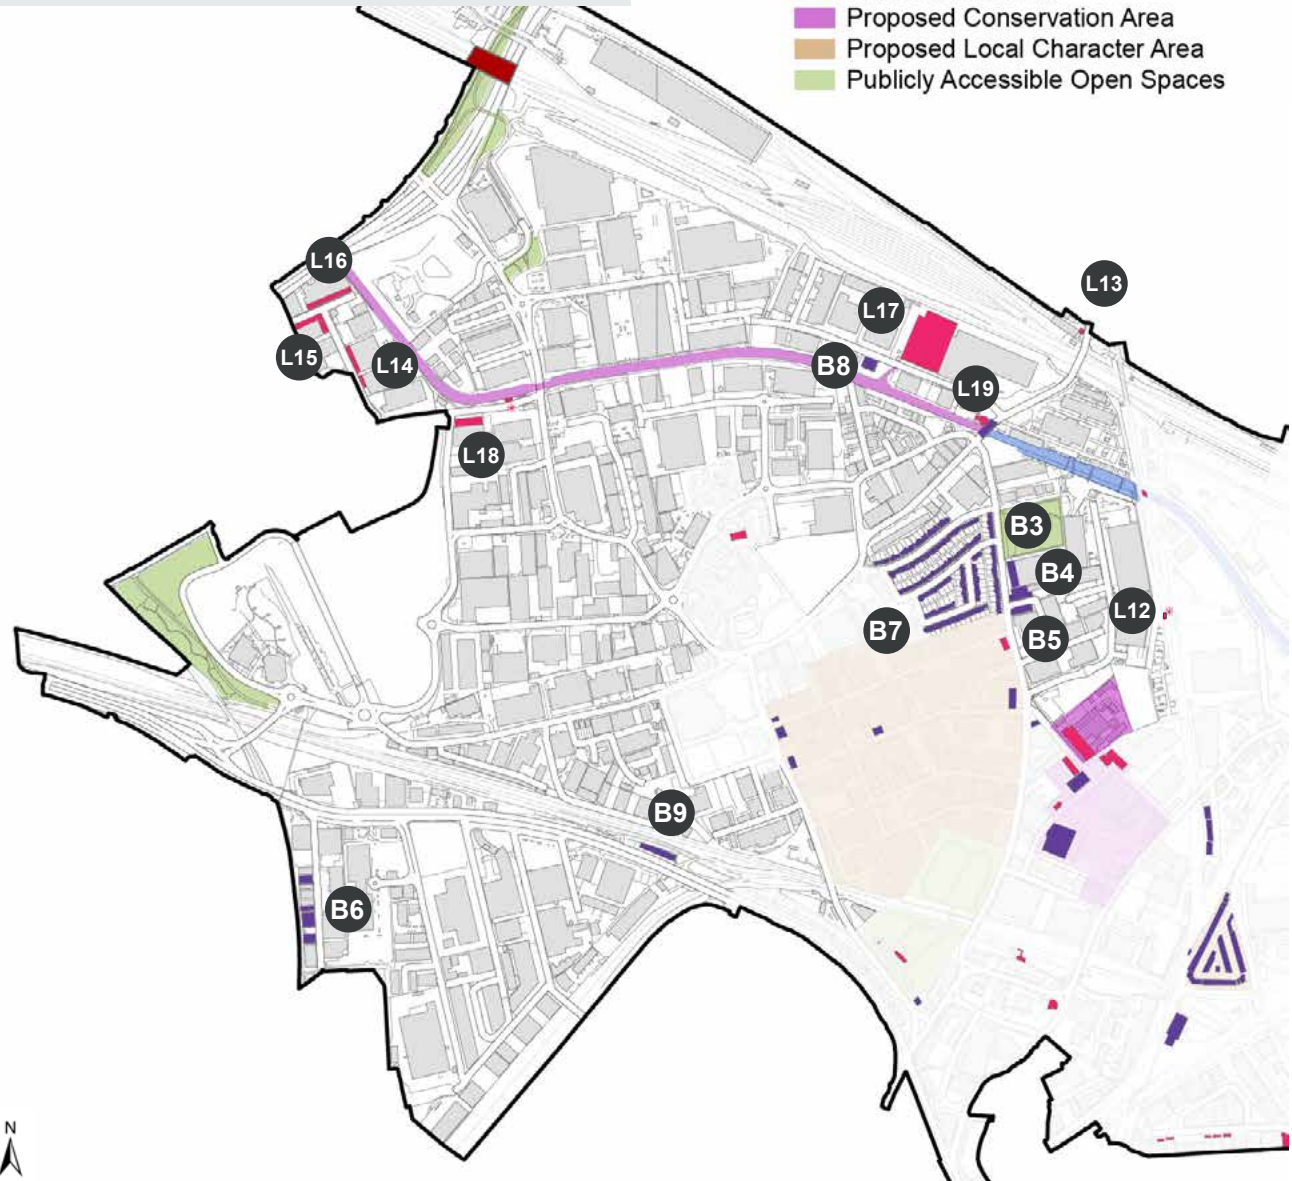 Proposed Conservation Area
Proposed Local Character Area
Publicly Accessible Open Spaces
L16
L13
L17
L15
L14
B8
L19
L18
B3
B4
L12
B7
B5
B9
B6
N